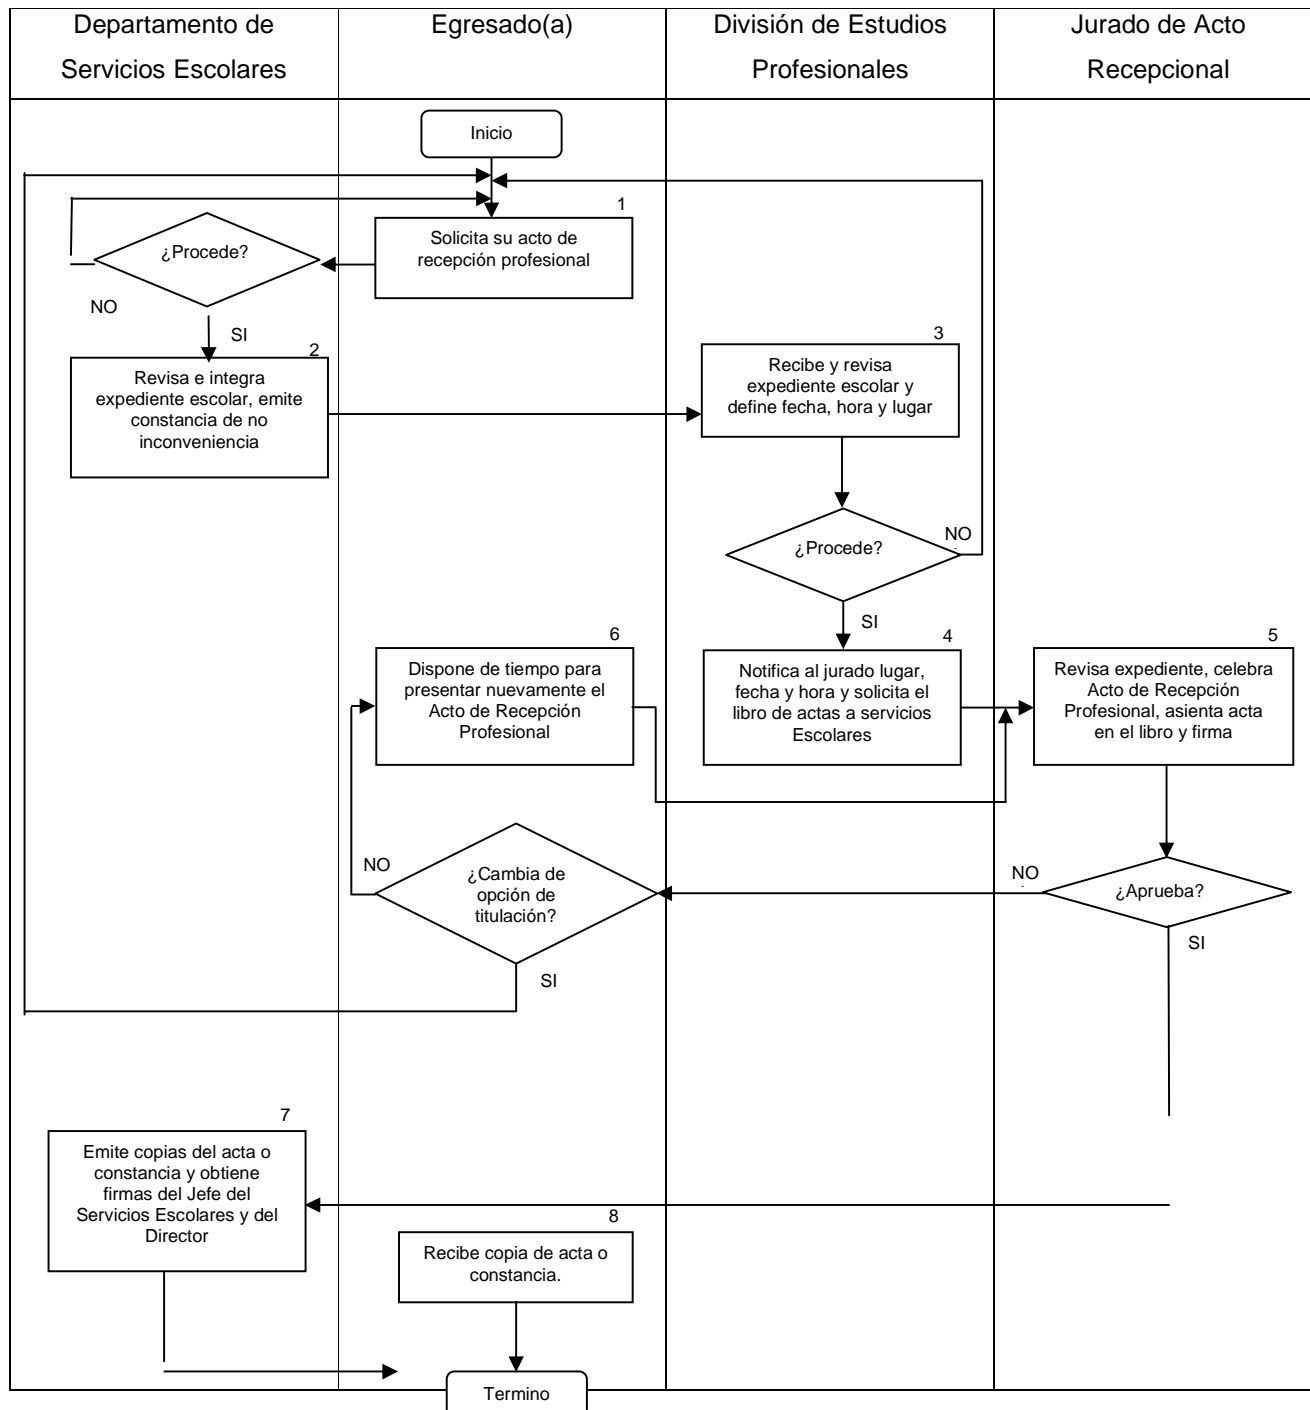 Departamento de
Servicios Escolares
Egresado(a)
División de Estudios
Profesionales
Jurado de Acto
Recepcional
Inicio
1
Solicita su acto de
recepción profesional
¿Procede?
NO
SI
2
Revisa e integra
expediente escolar, emite
constancia de no
inconveniencia
3
Recibe y revisa
expediente escolar y
define fecha, hora y lugar
¿Procede?
NO
SI
4
Notifica al jurado lugar,
fecha y hora y solicita el
libro de actas a servicios
Escolares
5
Revisa expediente, celebra
Acto de Recepción
Profesional, asienta acta
en el libro y firma
6
Dispone de tiempo para
presentar nuevamente el
Acto de Recepción
Profesional
¿Aprueba?
NO
SI
¿Cambia de
opción de
titulación?
NO
SI
7
Emite copias del acta o
constancia y obtiene
firmas del Jefe del
Servicios Escolares y del
Director
8
Recibe copia de acta o
constancia.
Termino